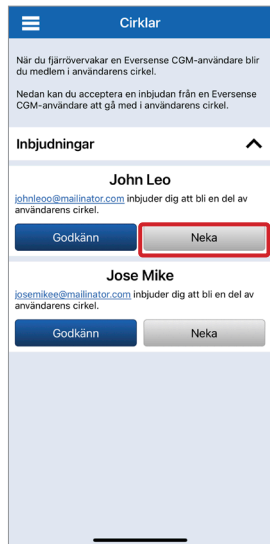 Cirklar
När du fjärrövervakar en Eversense CGM-användare blir
du medlem i användarens cirkel.
Nedan kan du acceptera en inbjudan från en Eversense
CGM-användare att gå med i användarens cirkel.
Inbjudningar
John Leo
johnleoo@mailinator.com inbjuder dig att bli en del av
användarens cirkel.
Godkänn
Neka
Jose Mike
josemikee@mailinator.com inbjuder dig att bli en del av
användarens cirkel.
Godkänn
Neka